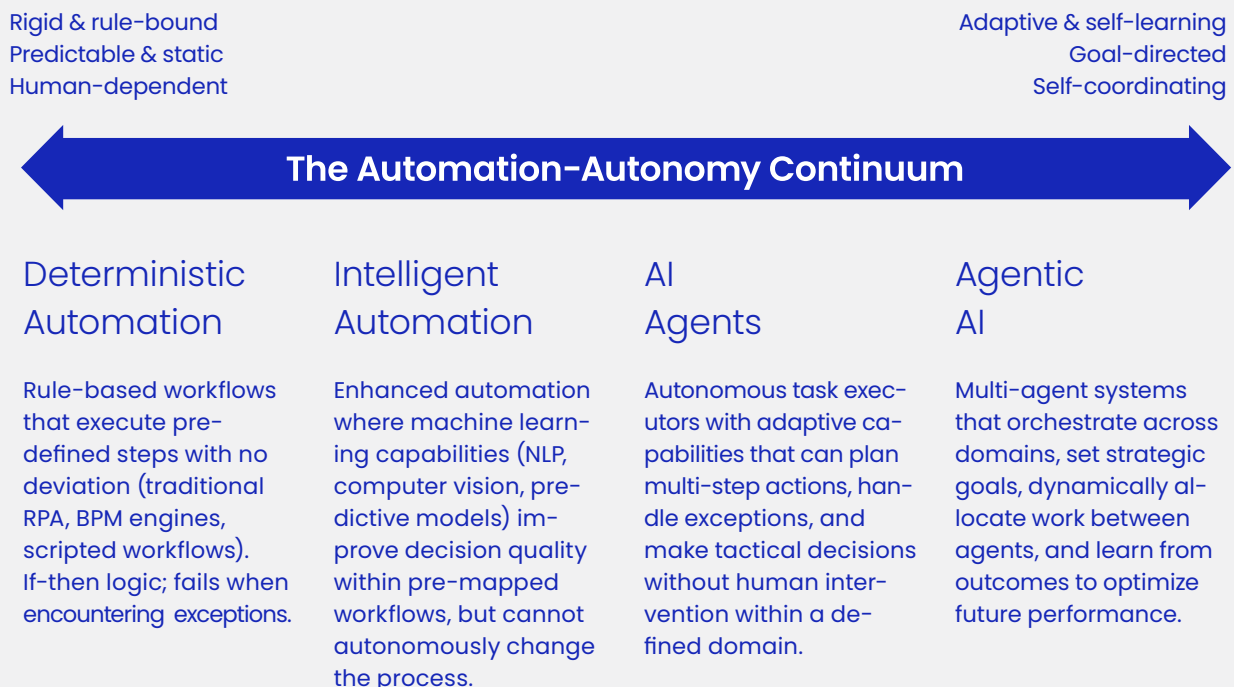 Rigid & rule-bound
Predictable & static
Human-dependent
Adaptive & self-learning
Goal-directed
Self-coordinating
The Automation-Autonomy Continuum
Deterministic
Automation
Rule-based workflows
that execute pre-
defined steps with no
deviation (traditional
RPA, BPM engines,
scripted workflows).
If-then logic; fails when
encountering exceptions.
Intelligent
Automation
Enhanced automation
where machine learn-
ing capabilities (NLP,
computer vision, pre-
dictive models) im-
prove decision quality
within pre-mapped
workflows, but cannot
autonomously change
the process.
AI
Agents
Autonomous task exec-
utors with adaptive ca-
pabilities that can plan
multi-step actions, han-
dle exceptions, and
make tactical decisions
without human inter-
vention within a de-
fined domain.
Agentic
AI
Multi-agent systems
that orchestrate across
domains, set strategic
goals, dynamically al-
locate work between
agents, and learn from
outcomes to optimize
future performance.